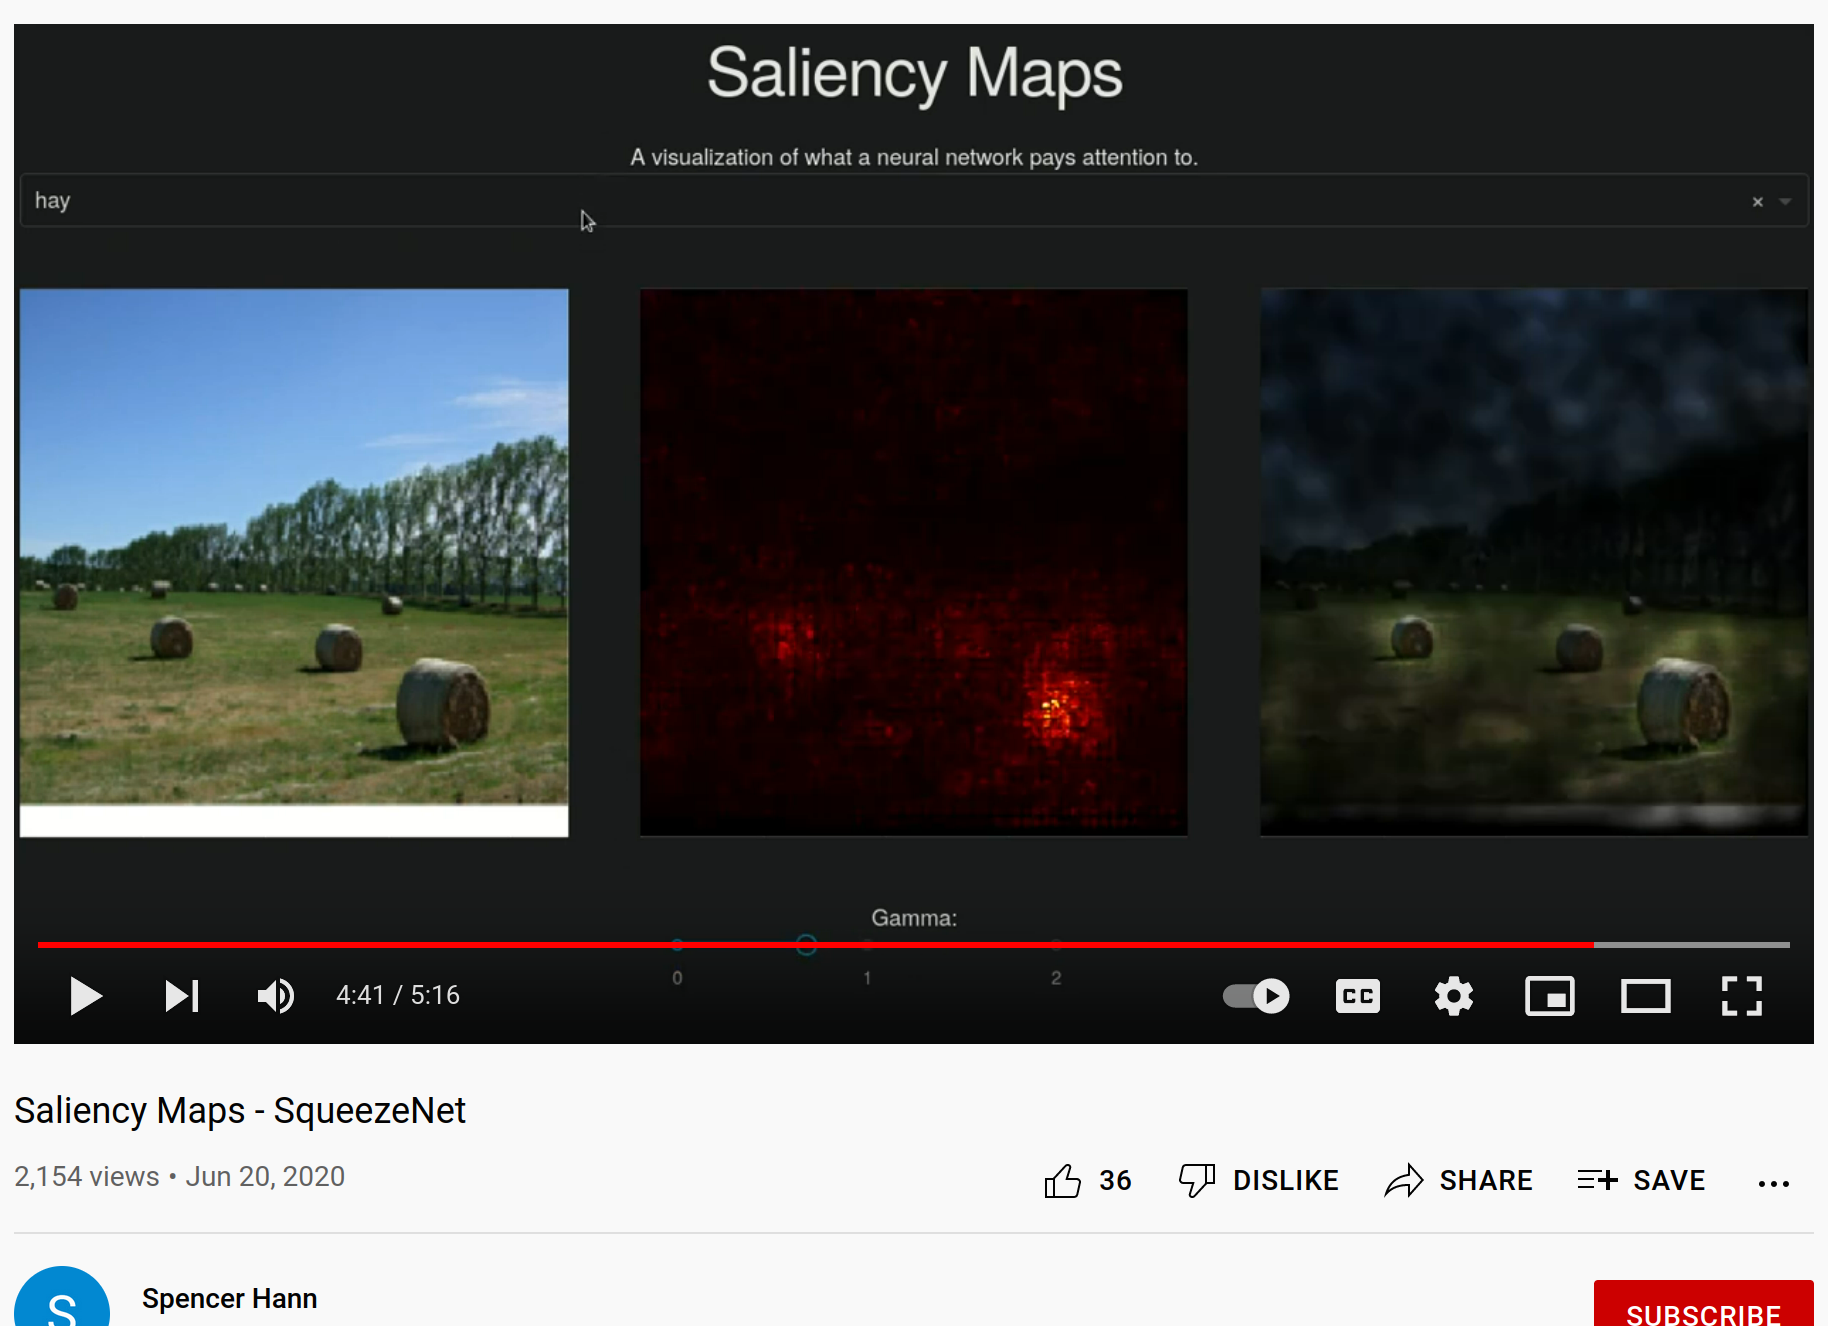 Saliency Maps
A visualization of what a neural network pays attention to.
hay
×
Gamma:
0 1 2
4:41 / 5:16
CC
Saliency Maps - SqueezeNet
2,154 views • Jun 20, 2020
36 DISLIKE SHARE SAVE ...
S
Spencer Hann
SUBSCRIBE